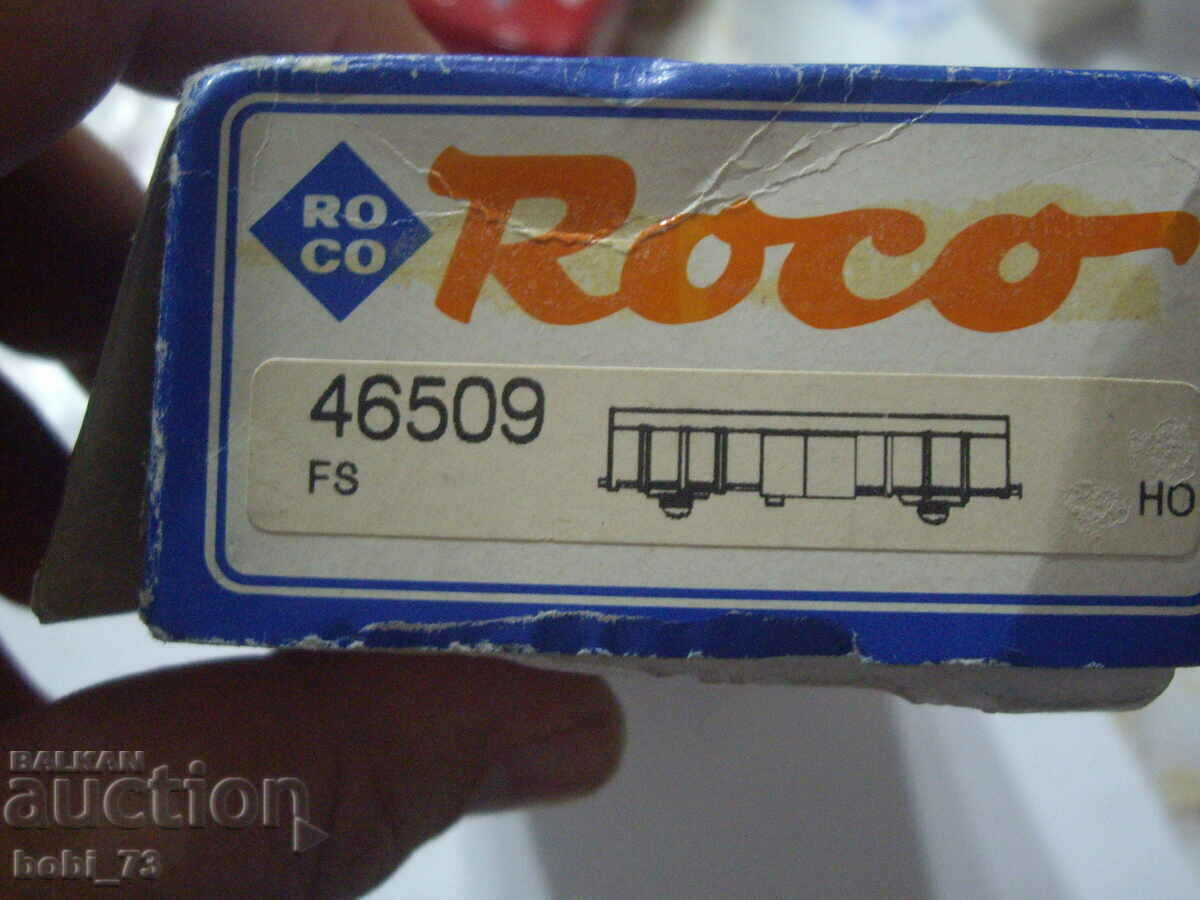 RO
CO
Roco
46509
FS
HO
BALKAN
auction
bobi_73